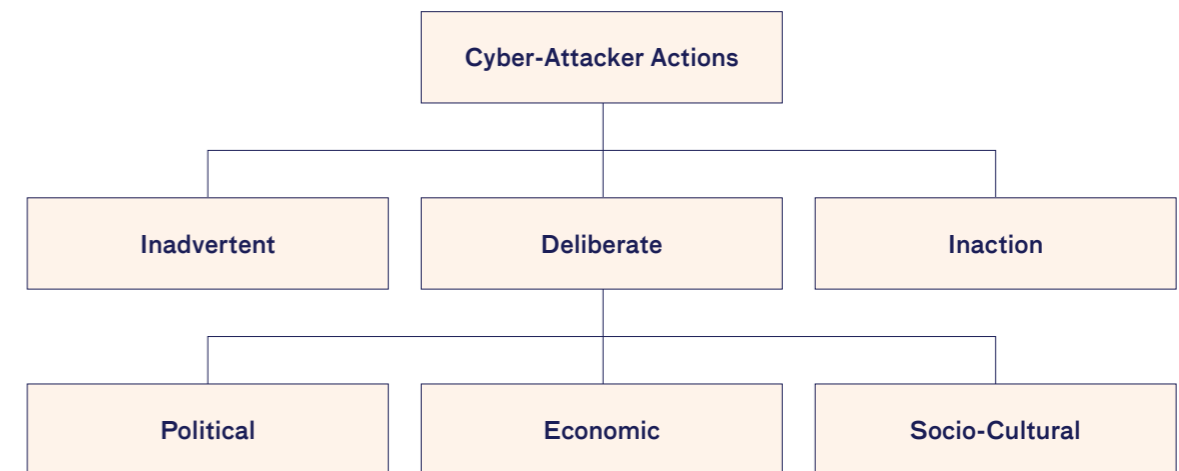 Cyber-Attacker Actions
Inadvertent
Deliberate
Inaction
Political
Economic
Socio-Cultural